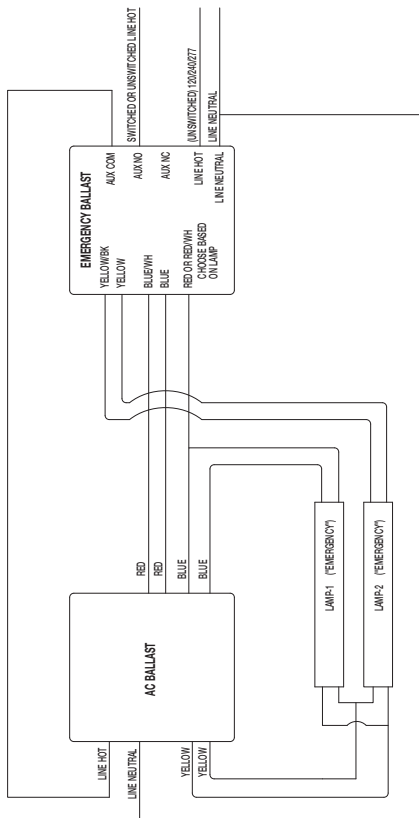 EMERGENCY BALLAST
YELLOW/BK
YELLOW
BLUE/WH
BLUE
RED OR RED/WH
CHOOSE BASED
ON LAMP
AUX COM
AUX NO
AUX NC
LINE HOT
LINE NEUTRAL
SWITCHED OR UNSWITCHED LINE HOT
(UNSWITCHED) 120/240/277
LINE NEUTRAL
AC BALLAST
RED
RED
BLUE
BLUE
LINE HOT
LINE NEUTRAL
YELLOW
YELLOW
LAMP-1 ("EMERGENCY")
LAMP-2 ("EMERGENCY")